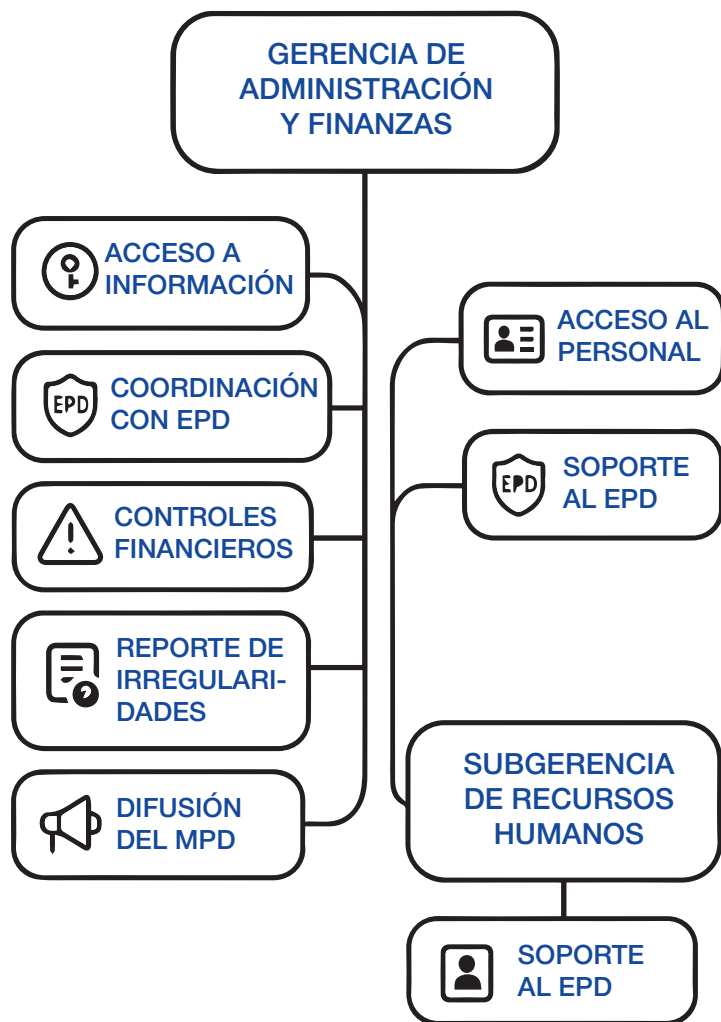 GERENCIA DE
ADMINISTRACIÓN
Y FINANZAS
ACCESO A
INFORMACIÓN
EPD
COORDINACIÓN
CON EPD
CONTROLES
FINANCIEROS
REPORTE DE
IRREGULARI-
DADES
DIFUSIÓN
DEL MPD
ACCESO AL
PERSONAL
EPD
SOPORTE
AL EPD
SUBGERENCIA
DE RECURSOS
HUMANOS
SOPORTE
AL EPD